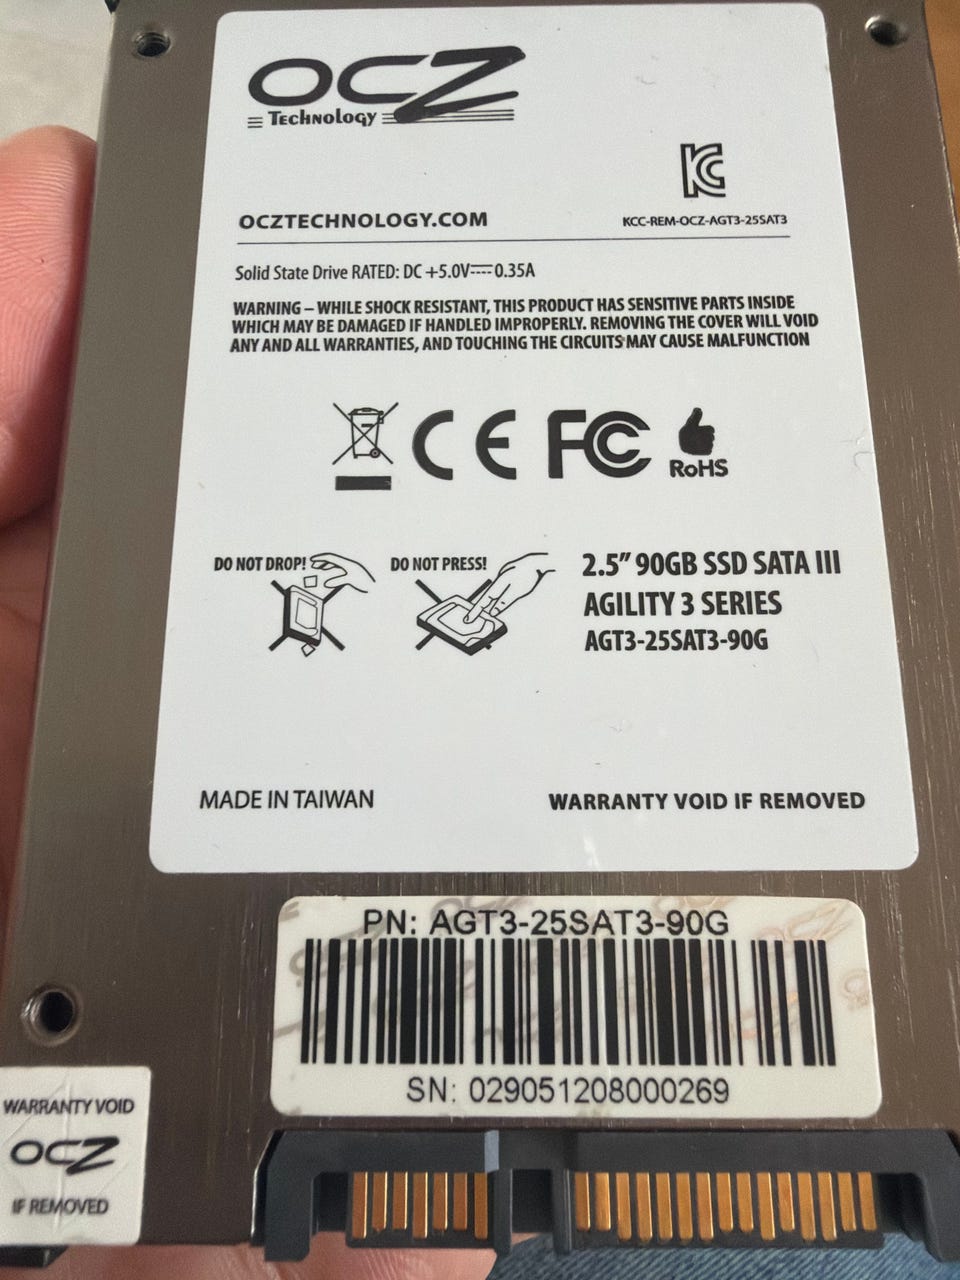 OCZ
Technology
KC
OCZTECHNOLOGY.COM
KCC-REM-OCZ-AGT3-25SAT3
Solid State Drive RATED: DC +5.0V⎓0.35A
WARNING – WHILE SHOCK RESISTANT, THIS PRODUCT HAS SENSITIVE PARTS INSIDE
WHICH MAY BE DAMAGED IF HANDLED IMPROPERLY. REMOVING THE COVER WILL VOID
ANY AND ALL WARRANTIES, AND TOUCHING THE CIRCUITS MAY CAUSE MALFUNCTION
CE FC
RoHS
DO NOT DROP!
DO NOT PRESS!
2.5” 90GB SSD SATA III
AGILITY 3 SERIES
AGT3-25SAT3-90G
MADE IN TAIWAN
WARRANTY VOID IF REMOVED
PN: AGT3-25SAT3-90G
SN: 029051208000269
WARRANTY VOID
OCZ
IF REMOVED